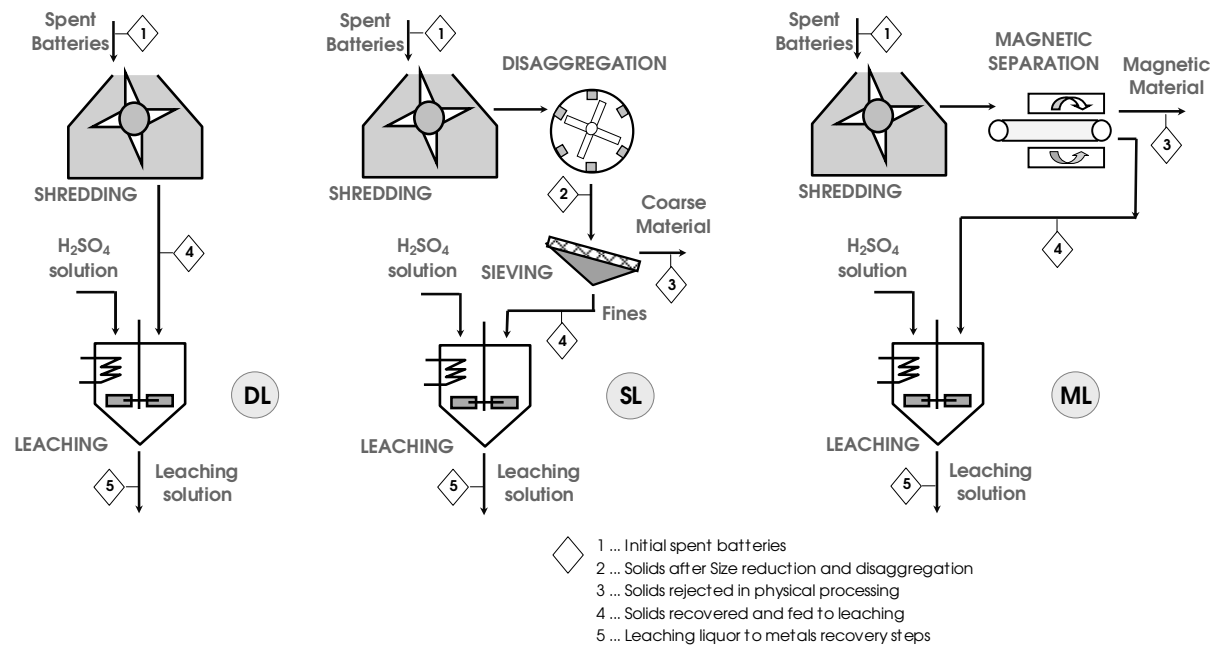 Spent
Batteries
1
SHREDDING
4
H₂SO₄
solution
LEACHING
5
Leaching
solution
DL
Spent
Batteries
1
DISAGGREGATION
SHREDDING
2
Coarse
Material
H₂SO₄
solution
SIEVING
3
Fines
4
LEACHING
5
Leaching
solution
SL
Spent
Batteries
1
MAGNETIC
SEPARATION
Magnetic
Material
3
SHREDDING
4
H₂SO₄
solution
LEACHING
5
Leaching
solution
ML
1 ... Initial spent batteries
2 ... Solids after Size reduction and disaggregation
3 ... Solids rejected in physical processing
4 ... Solids recovered and fed to leaching
5 ... Leaching liquor to metals recovery steps